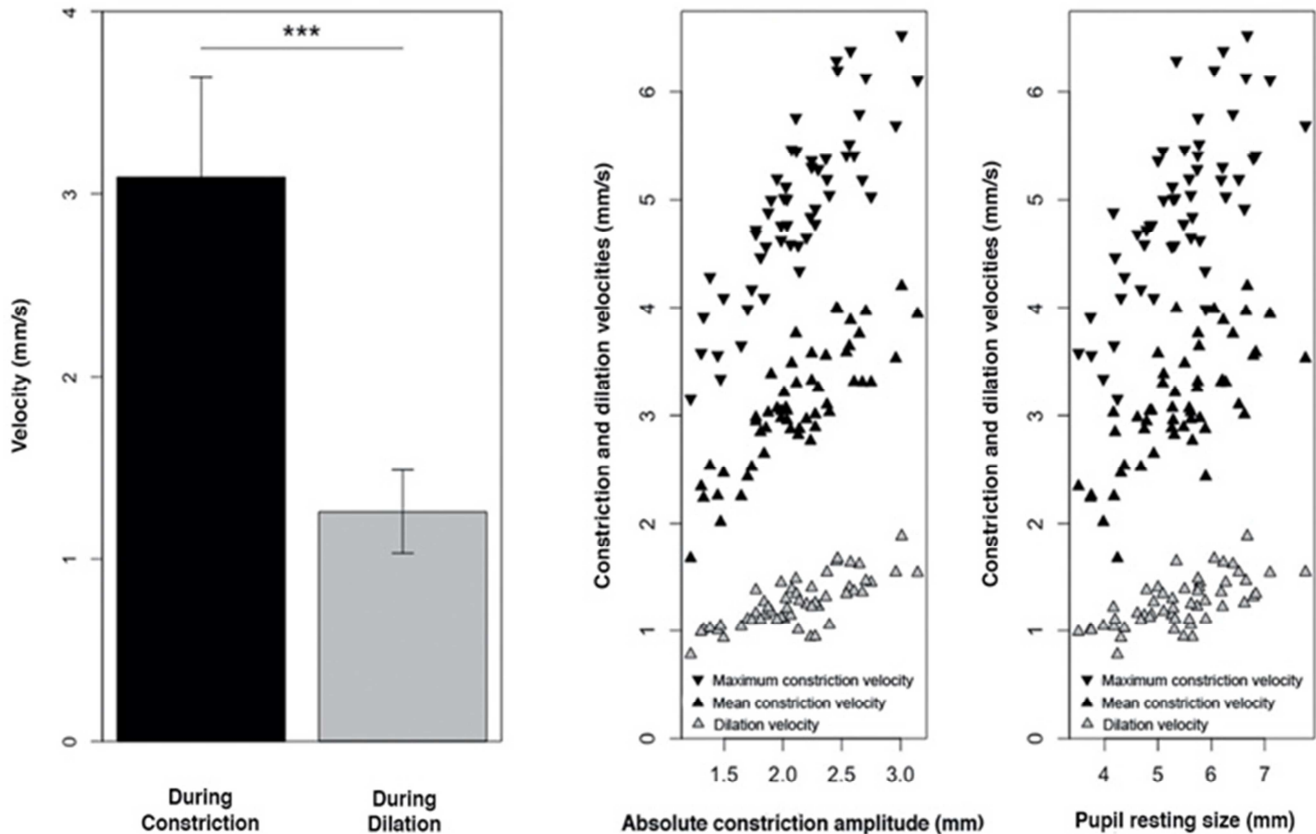 Velocity (mm/s)
4
3
2
1
0
***
During
Constriction
During
Dilation
Constriction and dilation velocities (mm/s)
6
5
4
3
2
1
0
Maximum constriction velocity
Mean constriction velocity
Dilation velocity
1.5 2.0 2.5 3.0
Absolute constriction amplitude (mm)
Constriction and dilation velocities (mm/s)
6
5
4
3
2
1
0
Maximum constriction velocity
Mean constriction velocity
Dilation velocity
4 5 6 7
Pupil resting size (mm)